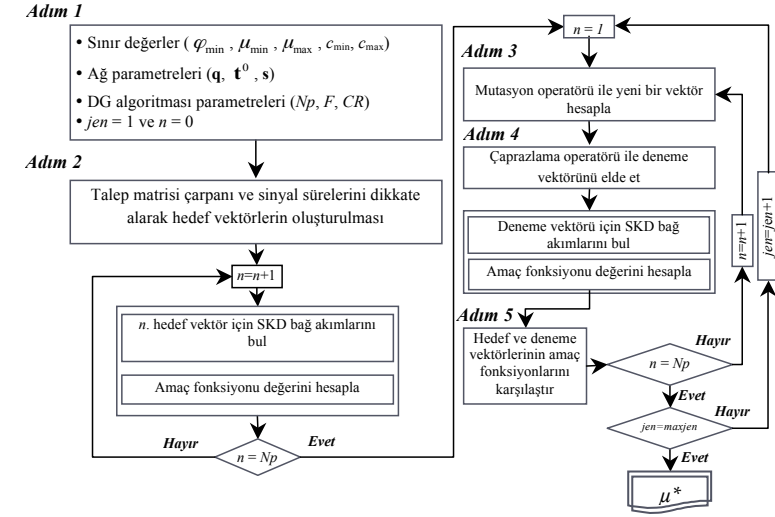 Adım 1
• Sınır değerler ( φmin , μmin , μmax , cmin, cmax)
• Ağ parametreleri (q, t⁰ , s)
• DG algoritması parametreleri (Np, F, CR)
• jen = 1 ve n = 0
Adım 2
Talep matrisi çarpanı ve sinyal sürelerini dikkate
alarak hedef vektörlerin oluşturulması
n=n+1
n. hedef vektör için SKD bağ akımlarını
bul
Amaç fonksiyonu değerini hesapla
Hayır
n = Np
Evet
n = 1
Adım 3
Mutasyon operatörü ile yeni bir vektör
hesapla
Adım 4
Çaprazlama operatörü ile deneme
vektörünü elde et
Deneme vektörü için SKD bağ
akımlarını bul
Amaç fonksiyonu değerini hesapla
Adım 5
Hedef ve deneme
vektörlerinin amaç
fonksiyonlarını
karşılaştır
n = Np
Hayır
n=n+1
Evet
jen=maxjen
Hayır
jen=jen+1
Evet
μ*